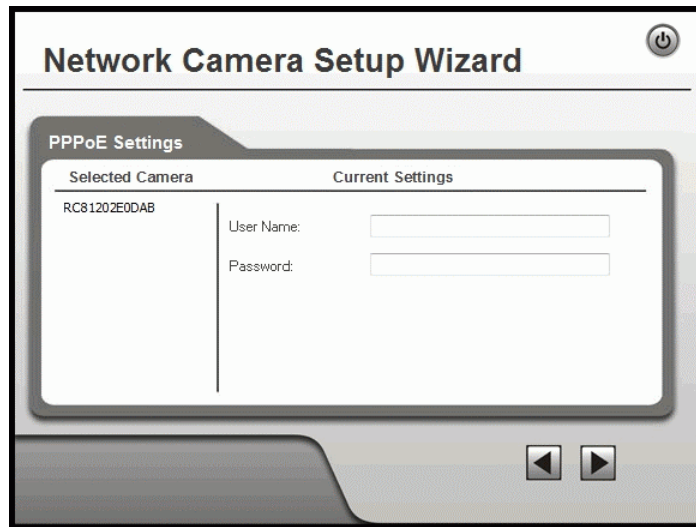 Network Camera Setup Wizard
PPPoE Settings
Selected Camera Current Settings
RC81202E0DAB
User Name:
Password: